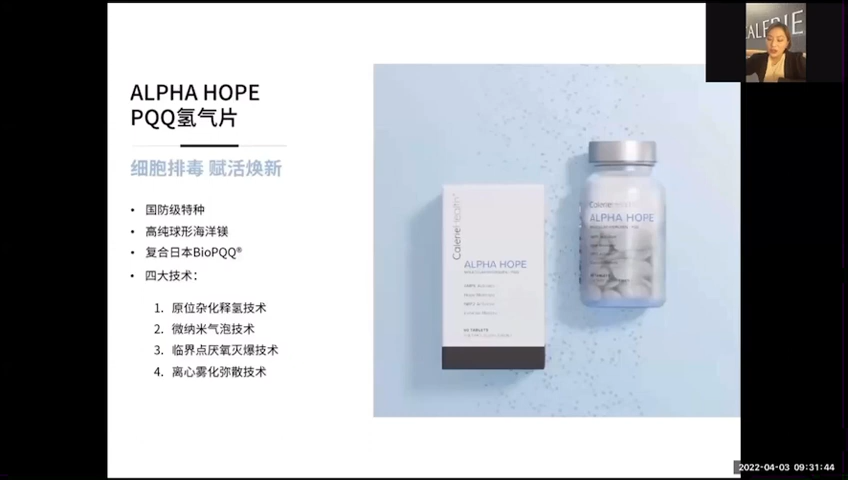 ALPHA HOPE
PQQ氢气片
细胞排毒 赋活焕新
• 国防级特种
• 高纯球形海洋镁
• 复合日本BioPQQ®
• 四大技术：
1. 原位杂化释氢技术
2. 微纳米气泡技术
3. 临界点厌氧灭爆技术
4. 离心雾化弥散技术
CalerieHealth
ALPHA HOPE
CalerieHealth
ALPHA HOPE
2022-04-03 09:31:44